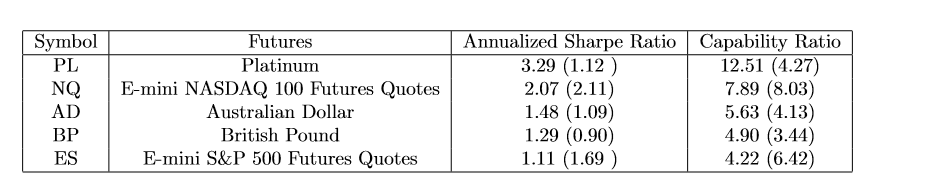 Symbol Futures Annualized Sharpe Ratio Capability Ratio
PL Platinum 3.29 (1.12 ) 12.51 (4.27)
NQ E-mini NASDAQ 100 Futures Quotes 2.07 (2.11) 7.89 (8.03)
AD Australian Dollar 1.48 (1.09) 5.63 (4.13)
BP British Pound 1.29 (0.90) 4.90 (3.44)
ES E-mini S&P 500 Futures Quotes 1.11 (1.69 ) 4.22 (6.42)